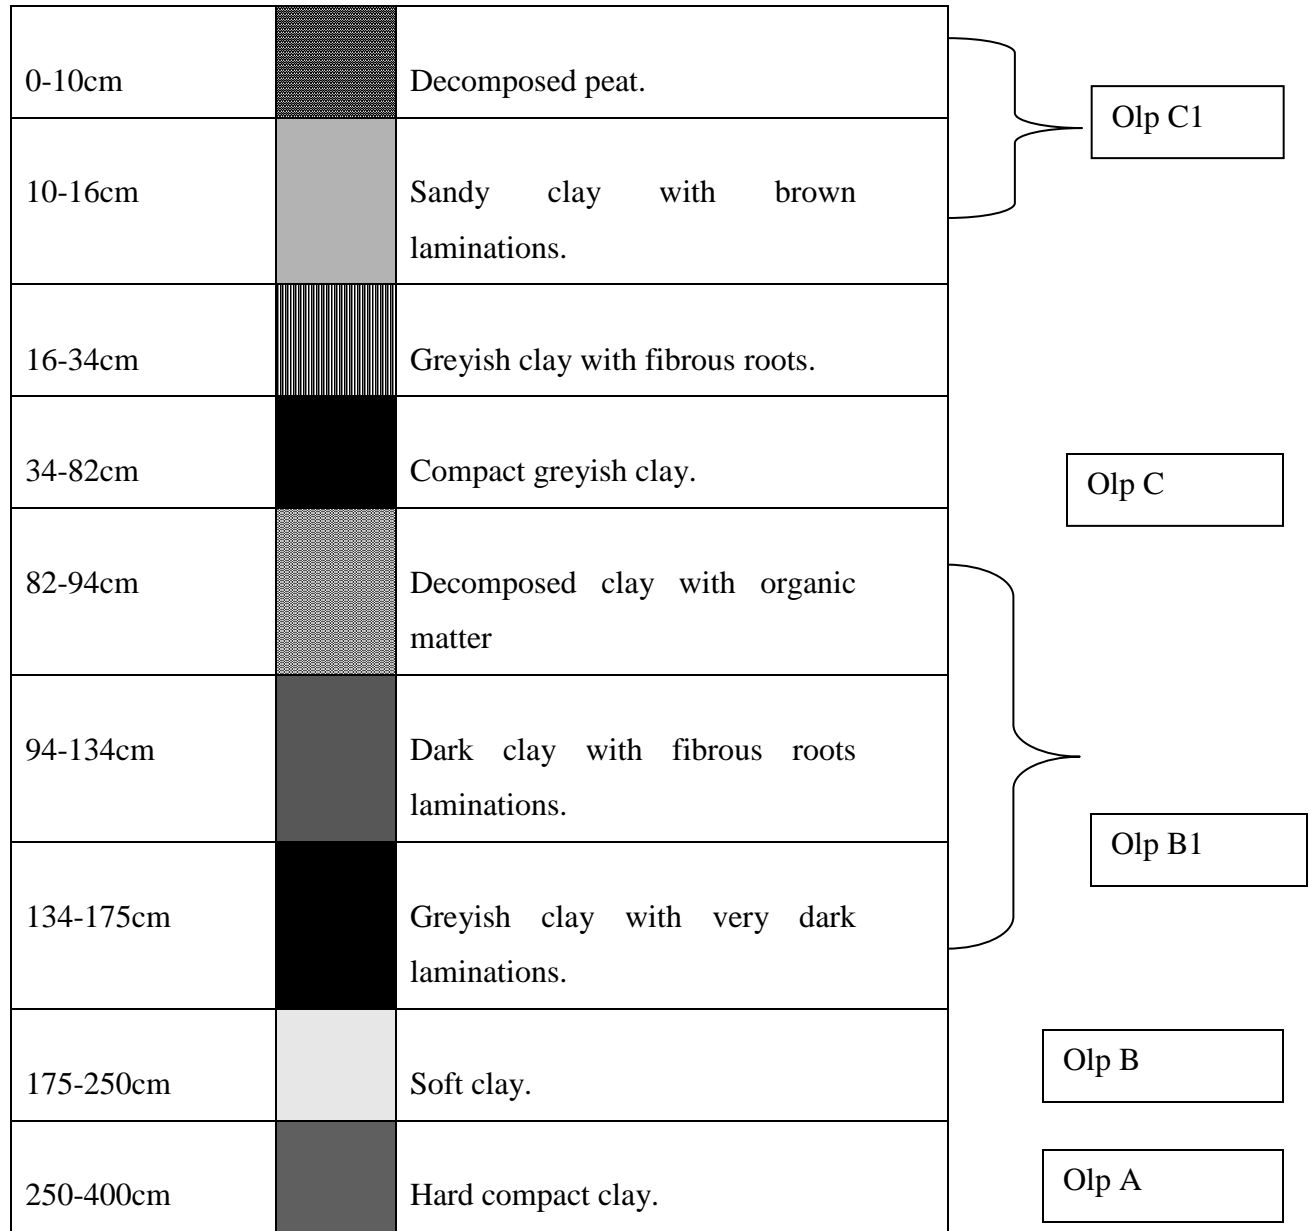 0-10cm
Decomposed peat.
Olp C1
10-16cm
Sandy clay with brown
laminations.
16-34cm
Greyish clay with fibrous roots.
34-82cm
Compact greyish clay.
Olp C
82-94cm
Decomposed clay with organic
matter
94-134cm
Dark clay with fibrous roots
laminations.
Olp B1
134-175cm
Greyish clay with very dark
laminations.
175-250cm
Soft clay.
Olp B
250-400cm
Hard compact clay.
Olp A